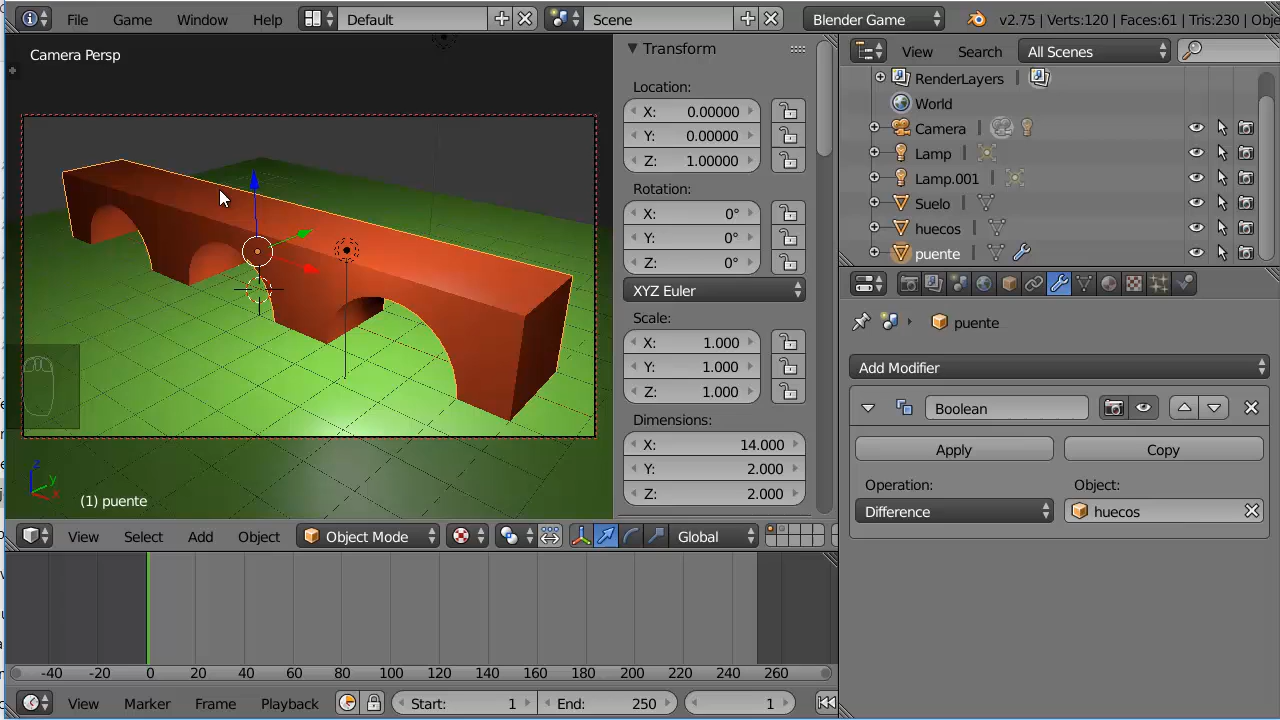 File Game Window Help Default Scene Blender Game v2.75 | Verts:120 | Faces:61 | Tris:230 | Obje
Camera Persp
(1) puente
z
y
x
Transform
Location:
X: 0.00000
Y: 0.00000
Z: 1.00000
Rotation:
X: 0°
Y: 0°
Z: 0°
XYZ Euler
Scale:
X: 1.000
Y: 1.000
Z: 1.000
Dimensions:
X: 14.000
Y: 2.000
Z: 2.000
View Select Add Object Object Mode Global
-40 -20 0 20 40 60 80 100 120 140 160 180 200 220 240 260
View Marker Frame Playback Start: 1 End: 250 1
View Search All Scenes
RenderLayers
World
Camera
Lamp
Lamp.001
Suelo
huecos
puente
puente
Add Modifier
Boolean
Apply Copy
Operation: Object:
Difference huecos